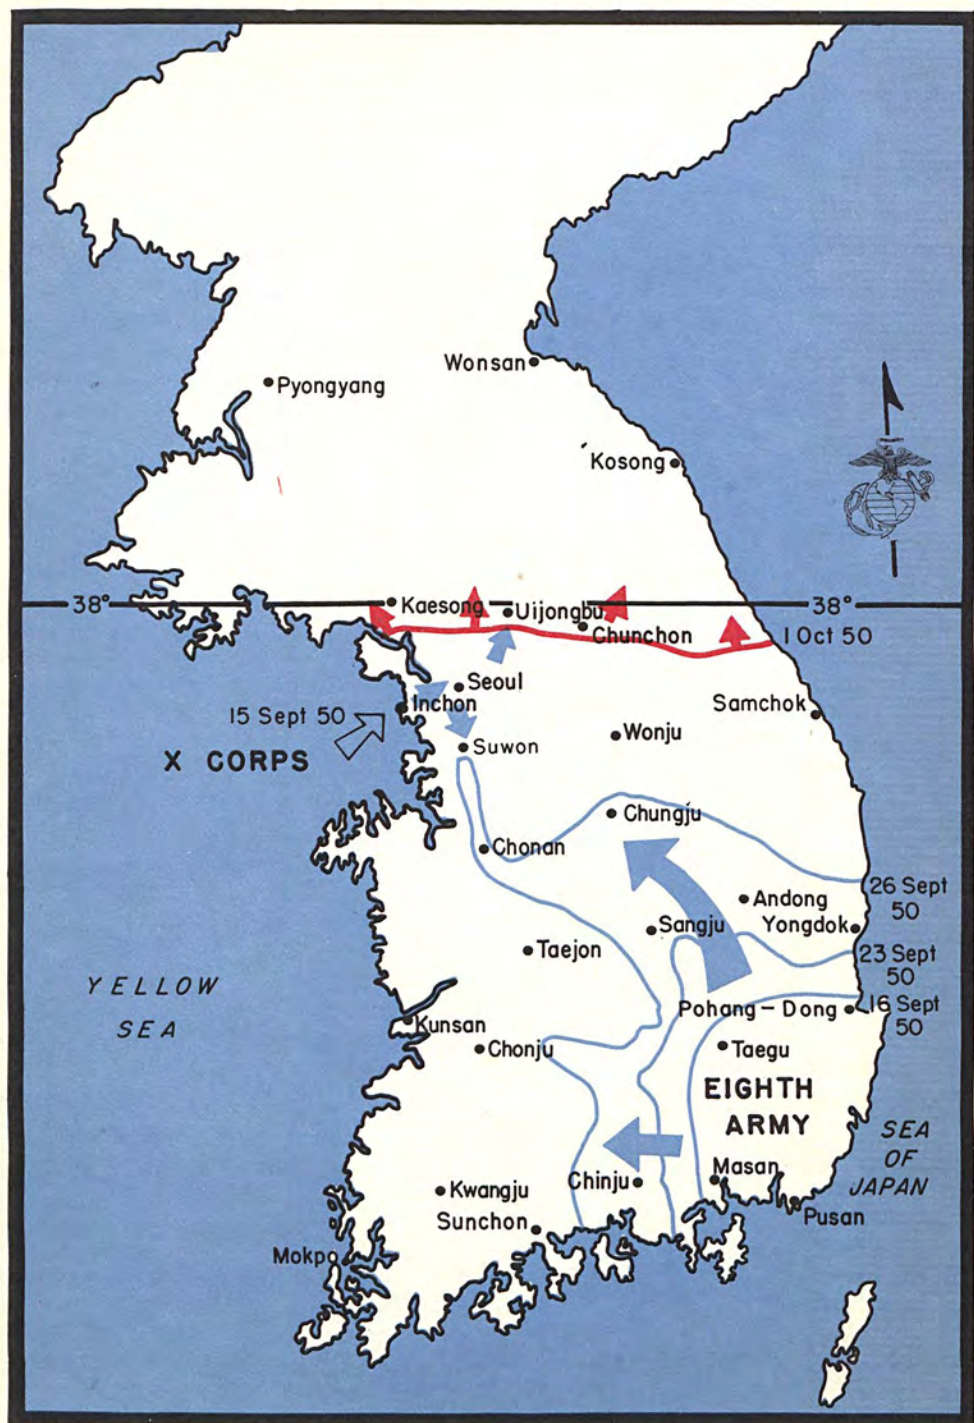 Wonsan
Pyongyang
Kosong
38°
38°
Kaesong
Uijongbu
Chunchon
1 Oct 50
Seoul
Inchon
15 Sept 50
X CORPS
Samchok
Suwon
Wonju
Chungju
Chonan
26 Sept
50
Andong
Yongdok
Sangju
Taejon
23 Sept
50
YELLOW
SEA
Pohang-Dong
16 Sept
50
Kunsan
Chonju
Taegu
EIGHTH
ARMY
SEA
OF
JAPAN
Masan
Chinju
Kwangju
Pusan
Sunchon
Mokpo